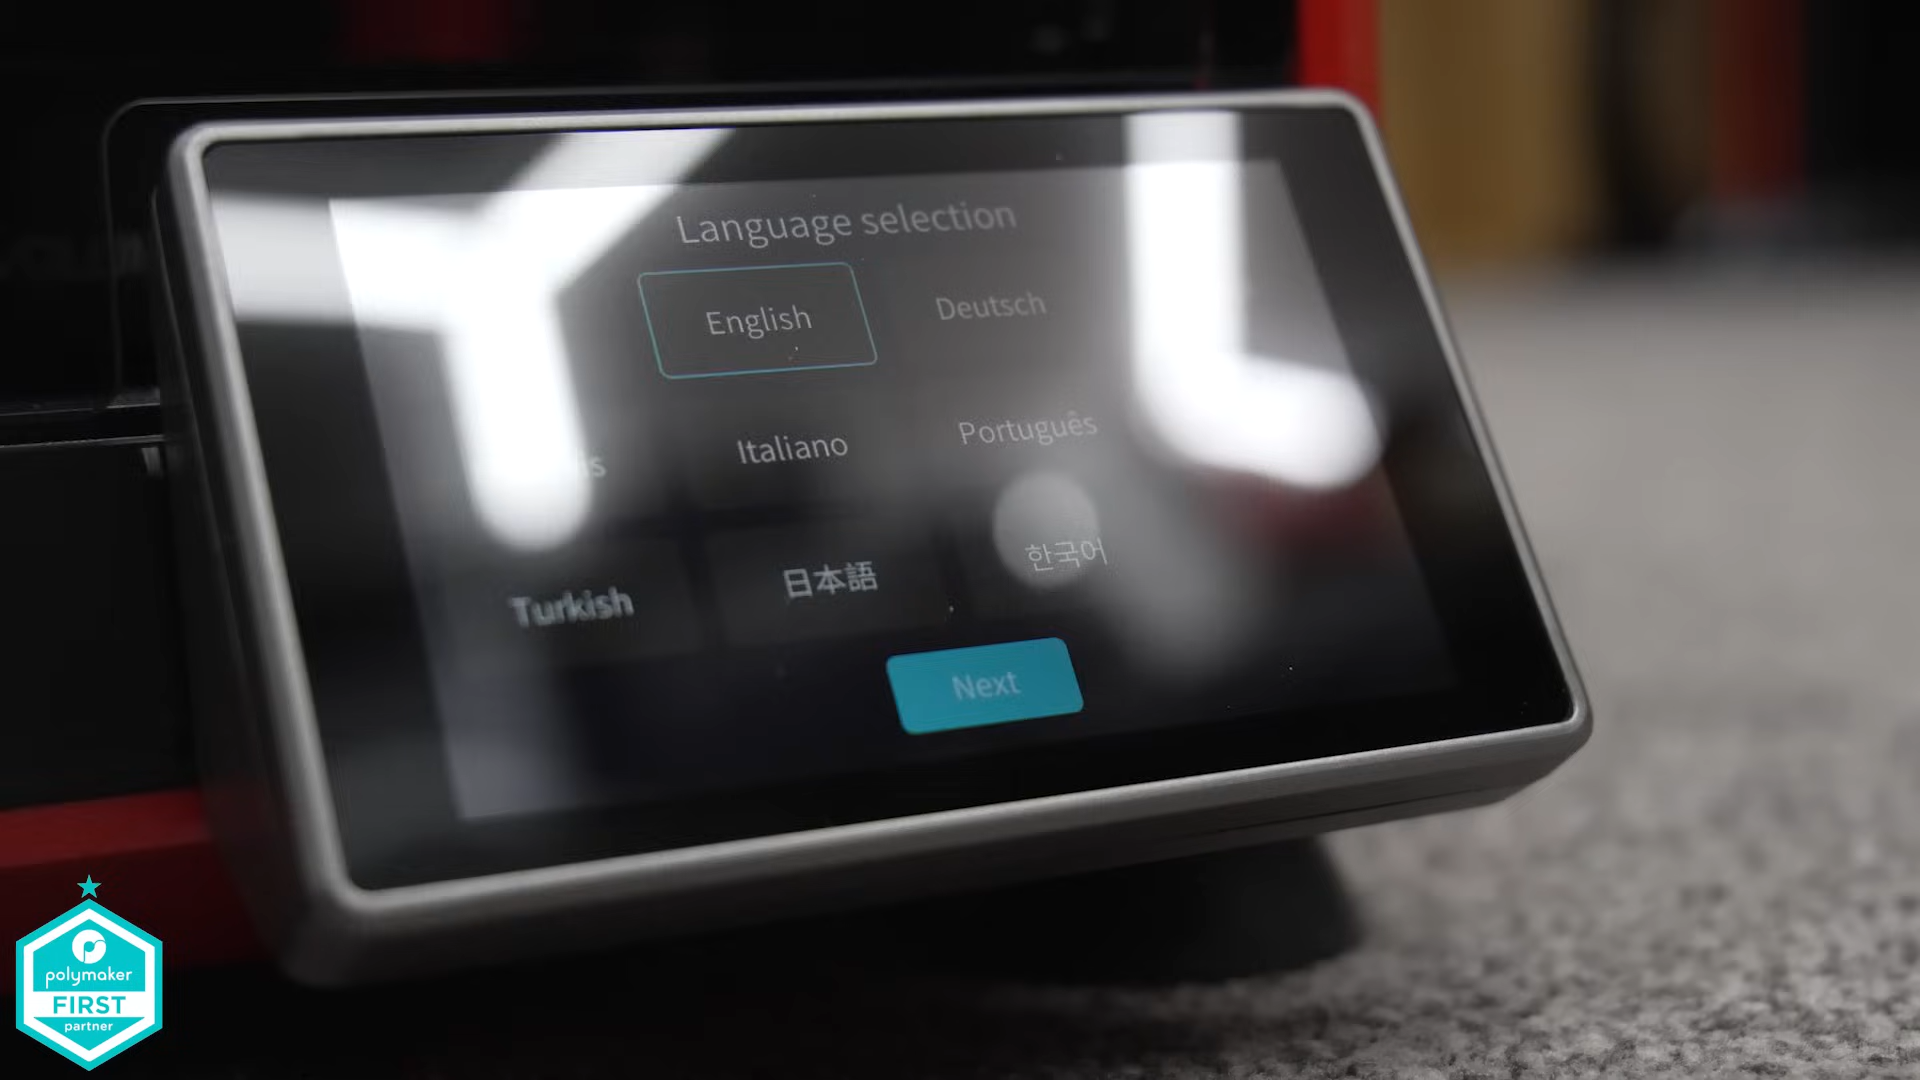 Language selection
English Deutsch
Italiano Português
Turkish 日本語 한국어
Next
polymaker
FIRST
partner